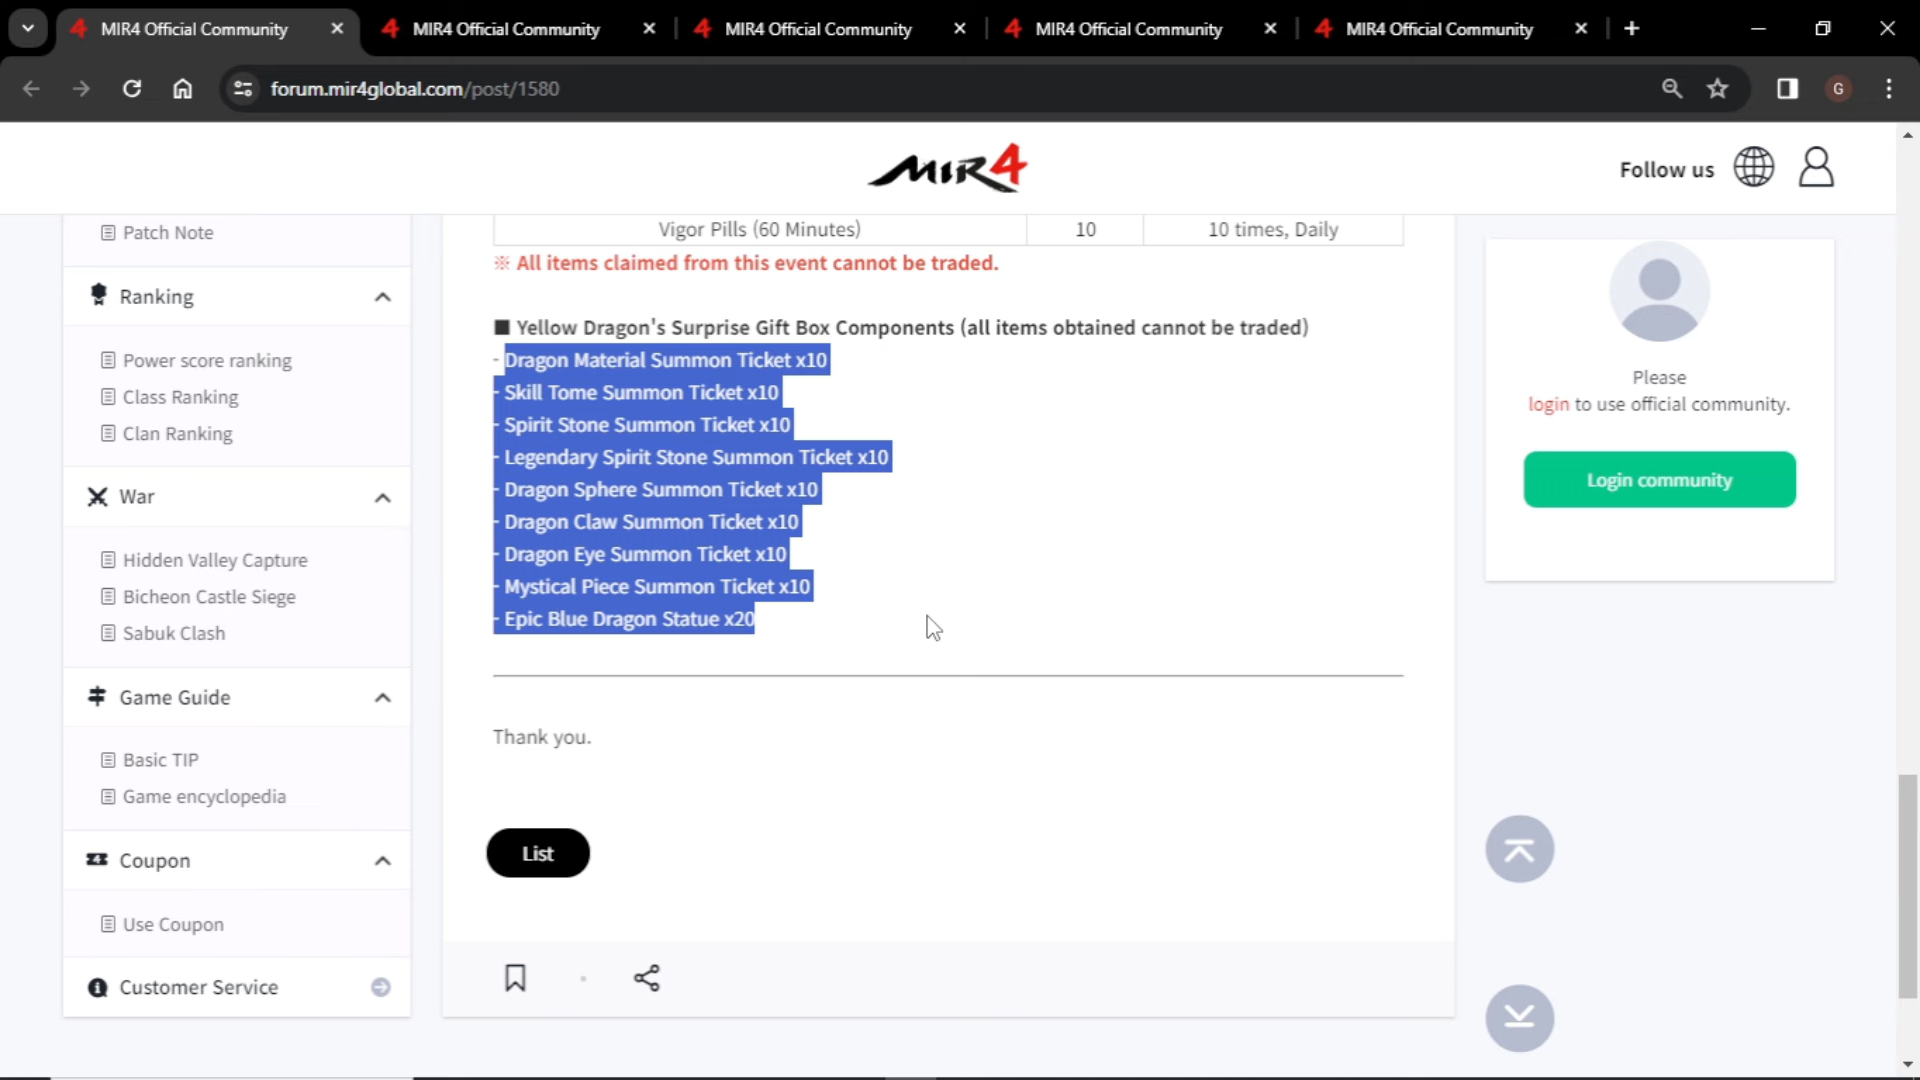 MIR4 Official Community
MIR4 Official Community
MIR4 Official Community
MIR4 Official Community
MIR4 Official Community
forum.mir4global.com/post/1580
G
MIR4
Follow us
Patch Note
Ranking
Power score ranking
Class Ranking
Clan Ranking
War
Hidden Valley Capture
Bicheon Castle Siege
Sabuk Clash
Game Guide
Basic TIP
Game encyclopedia
Coupon
Use Coupon
Customer Service
Vigor Pills (60 Minutes) 10 10 times, Daily
※ All items claimed from this event cannot be traded.
■ Yellow Dragon's Surprise Gift Box Components (all items obtained cannot be traded)
- Dragon Material Summon Ticket x10
- Skill Tome Summon Ticket x10
- Spirit Stone Summon Ticket x10
- Legendary Spirit Stone Summon Ticket x10
- Dragon Sphere Summon Ticket x10
- Dragon Claw Summon Ticket x10
- Dragon Eye Summon Ticket x10
- Mystical Piece Summon Ticket x10
- Epic Blue Dragon Statue x20
Thank you.
List
Please
login to use official community.
Login community